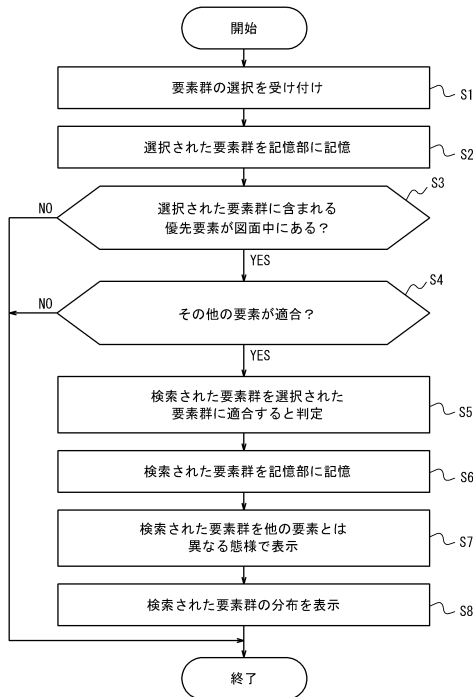 開始
要素群の選択を受け付け
S1
選択された要素群を記憶部に記憶
S2
S3
NO
選択された要素群に含まれる
優先要素が図面中にある？
YES
S4
NO
その他の要素が適合？
YES
検索された要素群を選択された
要素群に適合すると判定
S5
検索された要素群を記憶部に記憶
S6
検索された要素群を他の要素とは
異なる態様で表示
S7
検索された要素群の分布を表示
S8
終了